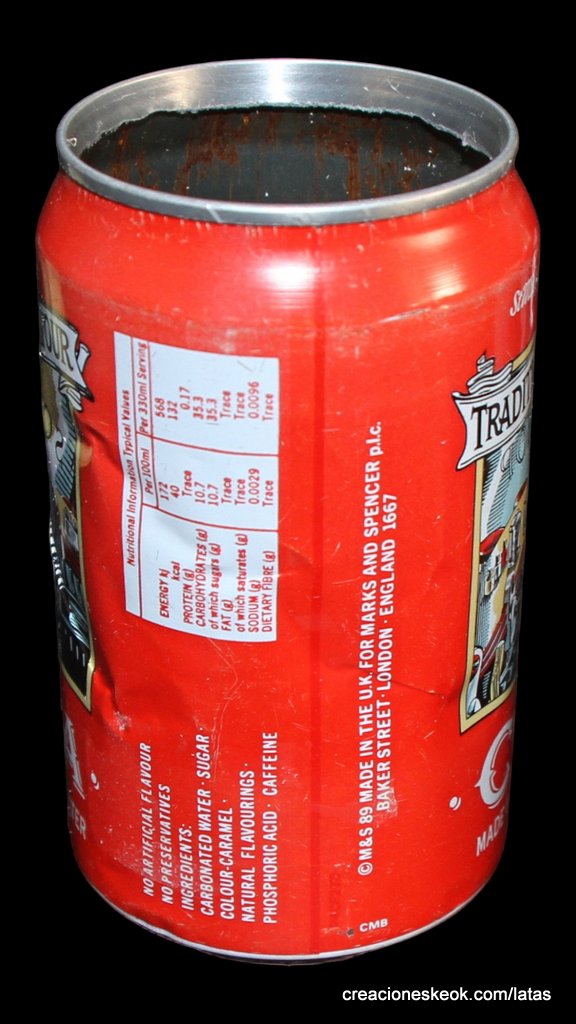 OUR
A
TER
Nutritional Information Typical Values
Per 100ml Per 330ml Serving
ENERGY kj 172 568
kcal 40 132
PROTEIN (g) Trace 0.17
CARBOHYDRATES (g) 10.7 35.3
of which sugars (g) 10.7 35.3
FAT (g) Trace Trace
of which saturates (g) Trace Trace
SODIUM (g) 0.0029 0.0096
DIETARY FIBRE (g) Trace Trace
NO ARTIFICIAL FLAVOUR
NO PRESERVATIVES
INGREDIENTS:
CARBONATED WATER · SUGAR
COLOUR-CARAMEL ·
NATURAL FLAVOURINGS ·
PHOSPHORIC ACID · CAFFEINE
© M&S 89 MADE IN THE U.K. FOR MARKS AND SPENCER p.l.c.
BAKER STREET · LONDON · ENGLAND 1667
CMB
TRADIT
C
MADE
creacioneskeok.com/latas